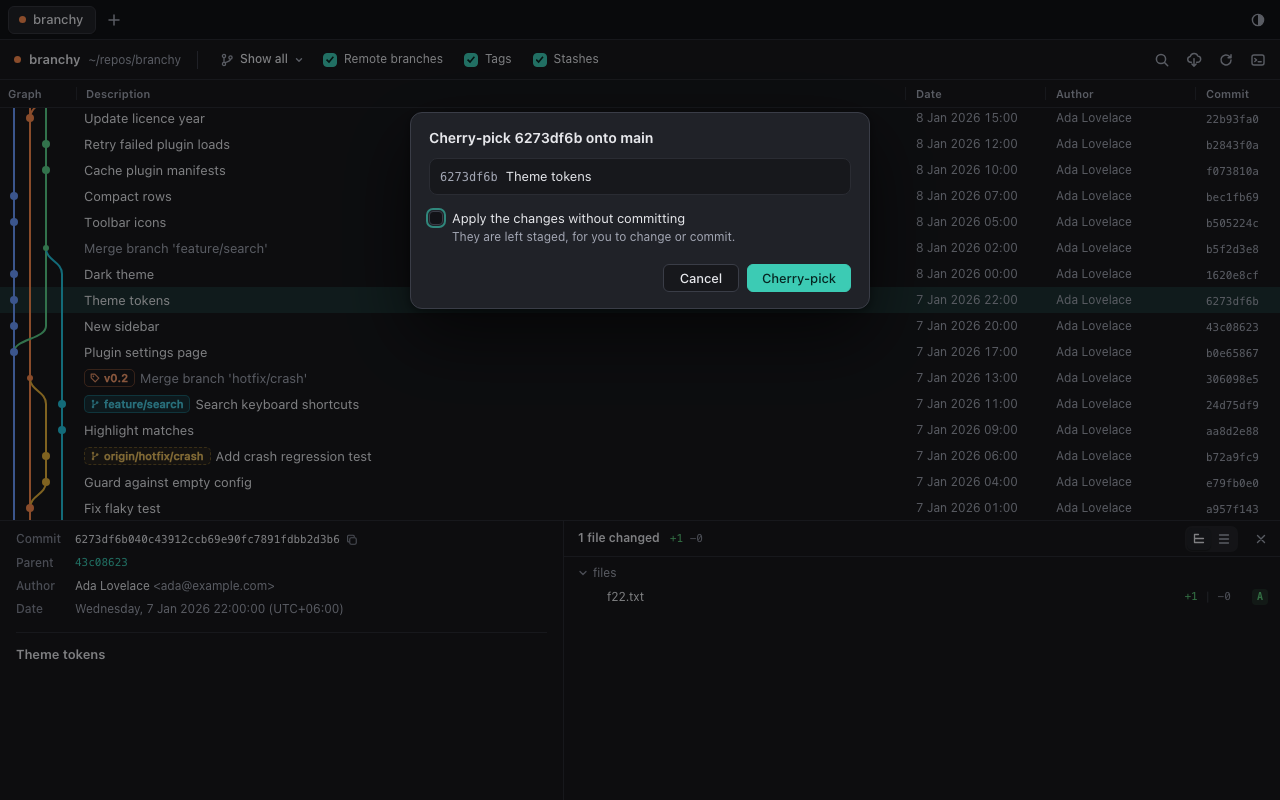 branchy
branchy ~/repos/branchy Show all Remote branches Tags Stashes
Graph Description Date Author Commit
Update licence year 8 Jan 2026 15:00 Ada Lovelace 22b93fa0
Retry failed plugin loads 8 Jan 2026 12:00 Ada Lovelace b2843f0a
Cache plugin manifests 8 Jan 2026 10:00 Ada Lovelace f073810a
Compact rows 8 Jan 2026 07:00 Ada Lovelace bec1fb69
Toolbar icons 8 Jan 2026 05:00 Ada Lovelace b505224c
Merge branch 'feature/search' 8 Jan 2026 02:00 Ada Lovelace b5f2d3e8
Dark theme 8 Jan 2026 00:00 Ada Lovelace 1620e8cf
Theme tokens 7 Jan 2026 22:00 Ada Lovelace 6273df6b
New sidebar 7 Jan 2026 20:00 Ada Lovelace 43c08623
Plugin settings page 7 Jan 2026 17:00 Ada Lovelace b0e65867
v0.2 Merge branch 'hotfix/crash' 7 Jan 2026 13:00 Ada Lovelace 306098e5
feature/search Search keyboard shortcuts 7 Jan 2026 11:00 Ada Lovelace 24d75df9
Highlight matches 7 Jan 2026 09:00 Ada Lovelace aa8d2e88
origin/hotfix/crash Add crash regression test 7 Jan 2026 06:00 Ada Lovelace b72a9fc9
Guard against empty config 7 Jan 2026 04:00 Ada Lovelace e79fb0e0
Fix flaky test 7 Jan 2026 01:00 Ada Lovelace a957f143
Cherry-pick 6273df6b onto main
6273df6b Theme tokens
Apply the changes without committing
They are left staged, for you to change or commit.
Cancel Cherry-pick
Commit 6273df6b040c43912ccb69e90fc7891fdbb2d3b6
Parent 43c08623
Author Ada Lovelace <ada@example.com>
Date Wednesday, 7 Jan 2026 22:00:00 (UTC+06:00)
Theme tokens
1 file changed +1 −0
files
f22.txt +1 −0 A